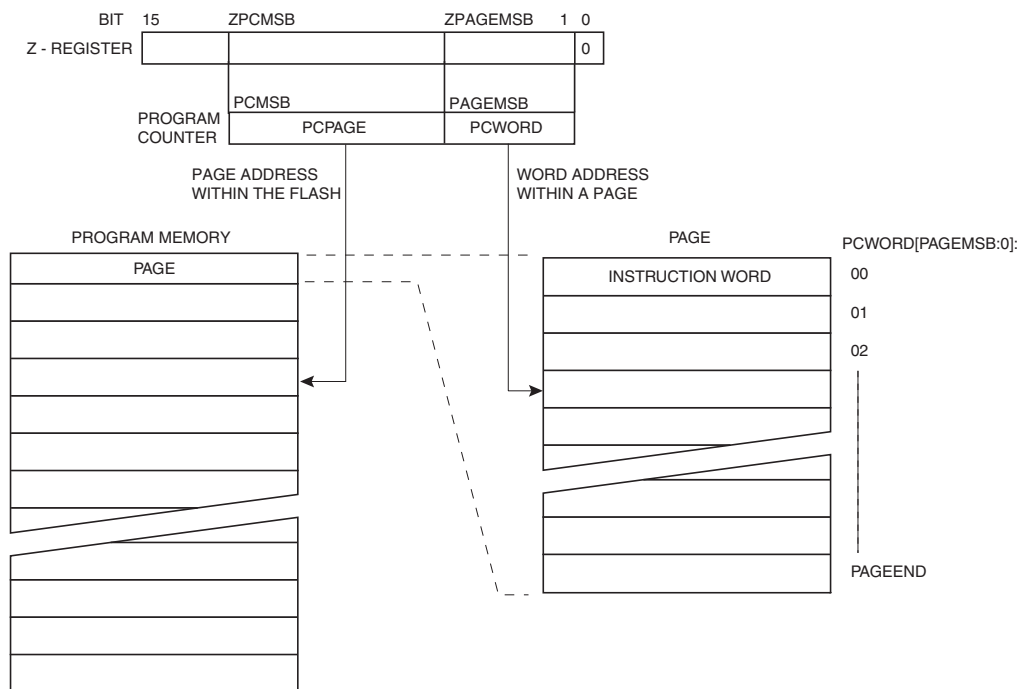 BIT 15 ZPCMSB ZPAGEMSB 1 0
Z - REGISTER 0
PCMSB PAGEMSB
PROGRAM
COUNTER
PCPAGE PCWORD
PAGE ADDRESS
WITHIN THE FLASH
WORD ADDRESS
WITHIN A PAGE
PROGRAM MEMORY
PAGE
PAGE
INSTRUCTION WORD
PCWORD[PAGEMSB:0]:
00
01
02
PAGEEND